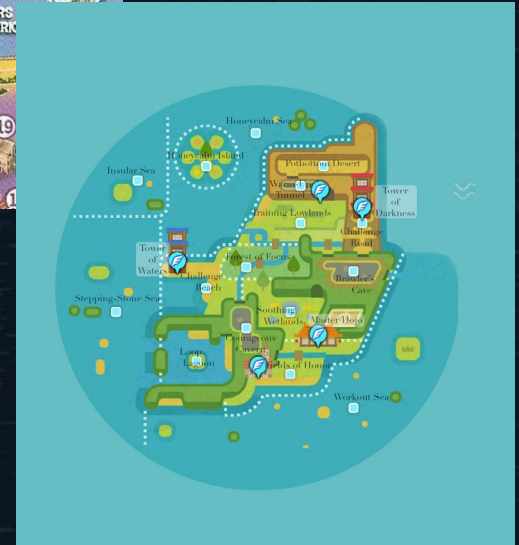 19
Honeycalm Sea
Honeycalm Island
Potbottom Desert
Insular Sea
Warm-Up
Tunnel
Tower
of
Darkness
Training Lowlands
Challenge
Road
Tower
of
Waters
Forest of Focus
Challenge
Beach
Brawler's
Cave
Stepping-Stone Sea
Soothing
Wetlands
Master Dojo
Courageous
Cavern
Loop
Lagoon
Fields of Honor
Workout Sea